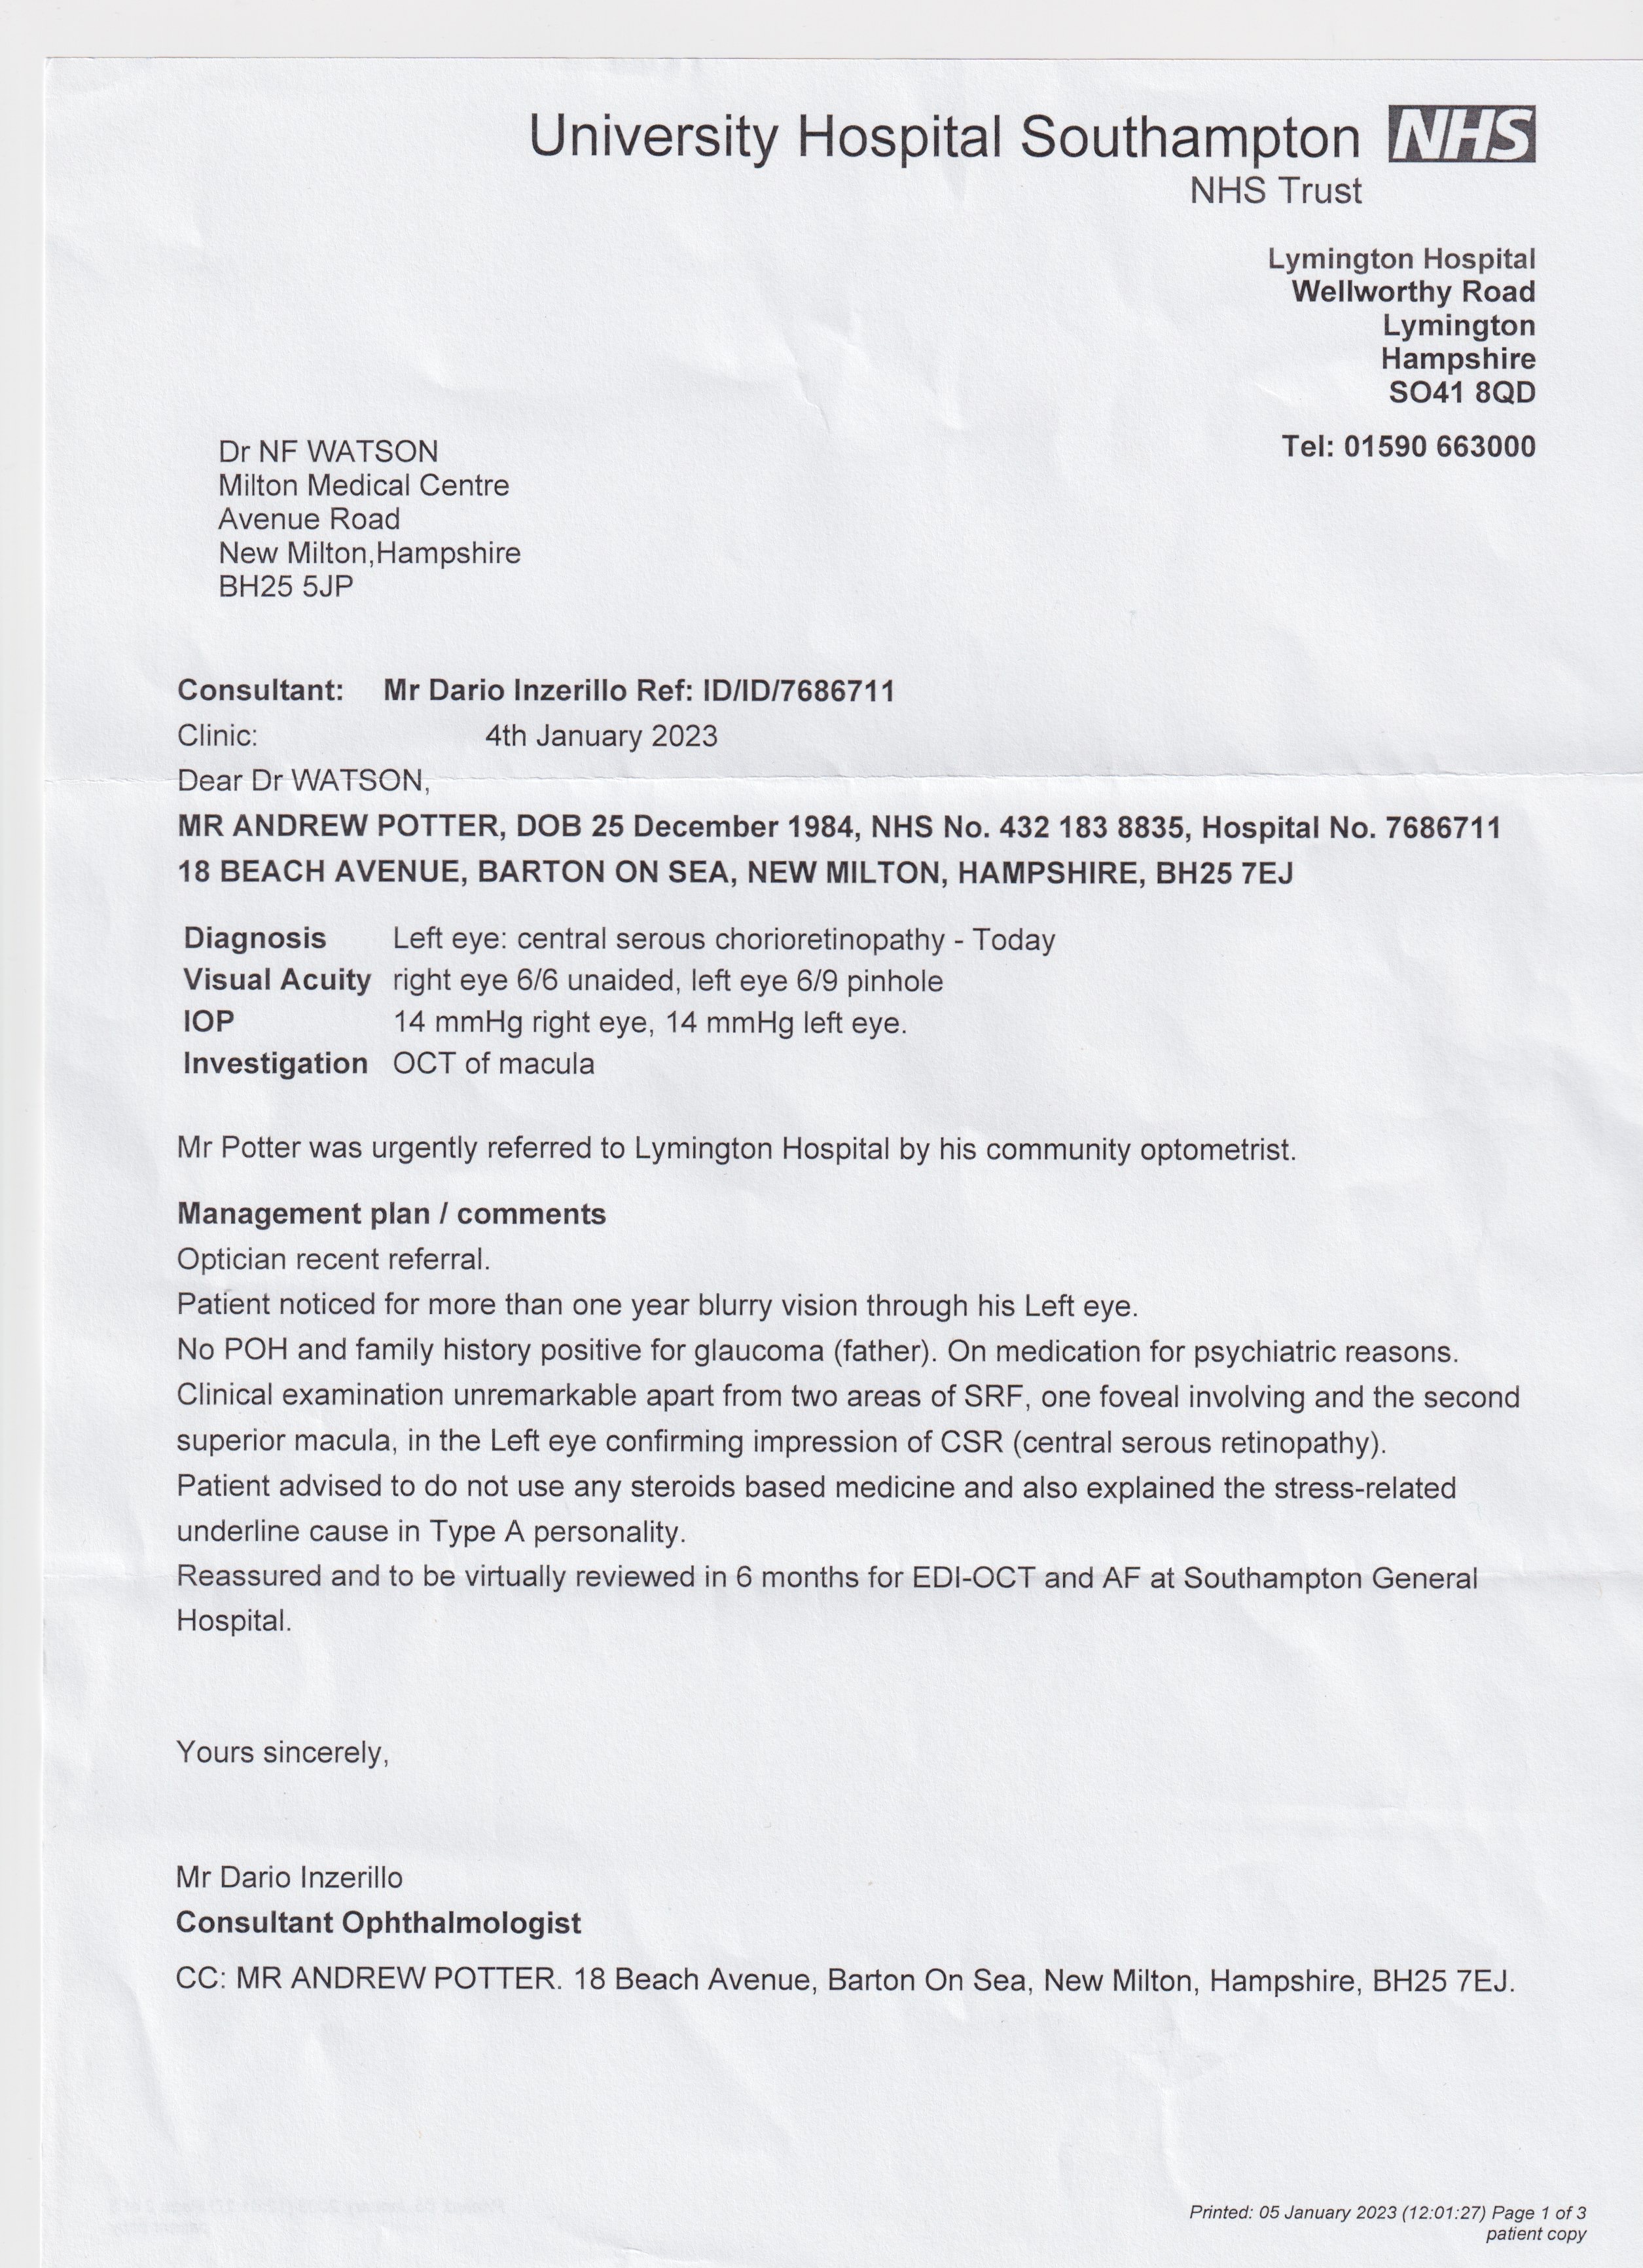 University Hospital Southampton NHS
NHS Trust
Lymington Hospital
Wellworthy Road
Lymington
Hampshire
SO41 8QD
Tel: 01590 663000
Dr NF WATSON
Milton Medical Centre
Avenue Road
New Milton,Hampshire
BH25 5JP
Consultant: Mr Dario Inzerillo Ref: ID/ID/7686711
Clinic: 4th January 2023
Dear Dr WATSON,
MR ANDREW POTTER, DOB 25 December 1984, NHS No. 432 183 8835, Hospital No. 7686711
18 BEACH AVENUE, BARTON ON SEA, NEW MILTON, HAMPSHIRE, BH25 7EJ
Diagnosis Left eye: central serous chorioretinopathy - Today
Visual Acuity right eye 6/6 unaided, left eye 6/9 pinhole
IOP 14 mmHg right eye, 14 mmHg left eye.
Investigation OCT of macula
Mr Potter was urgently referred to Lymington Hospital by his community optometrist.
Management plan / comments
Optician recent referral.
Patient noticed for more than one year blurry vision through his Left eye.
No POH and family history positive for glaucoma (father). On medication for psychiatric reasons.
Clinical examination unremarkable apart from two areas of SRF, one foveal involving and the second
superior macula, in the Left eye confirming impression of CSR (central serous retinopathy).
Patient advised to do not use any steroids based medicine and also explained the stress-related
underline cause in Type A personality.
Reassured and to be virtually reviewed in 6 months for EDI-OCT and AF at Southampton General
Hospital.
Yours sincerely,
Mr Dario Inzerillo
Consultant Ophthalmologist
CC: MR ANDREW POTTER. 18 Beach Avenue, Barton On Sea, New Milton, Hampshire, BH25 7EJ.
Printed: 05 January 2023 (12:01:27) Page 1 of 3
patient copy